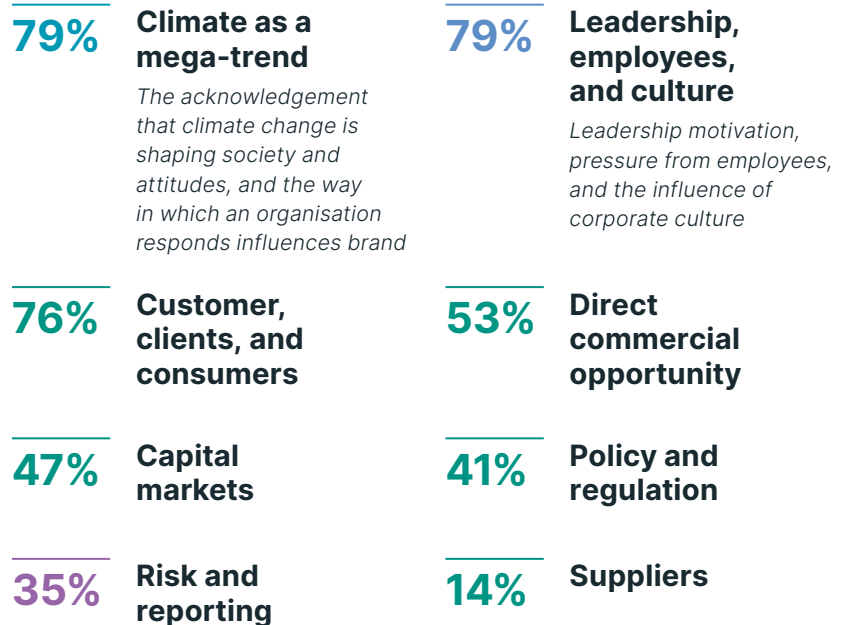 79%
Climate as a
mega-trend
The acknowledgement
that climate change is
shaping society and
attitudes, and the way
in which an organisation
responds influences brand
79%
Leadership,
employees,
and culture
Leadership motivation,
pressure from employees,
and the influence of
corporate culture
76%
Customer,
clients, and
consumers
53%
Direct
commercial
opportunity
47%
Capital
markets
41%
Policy and
regulation
35%
Risk and
reporting
14%
Suppliers